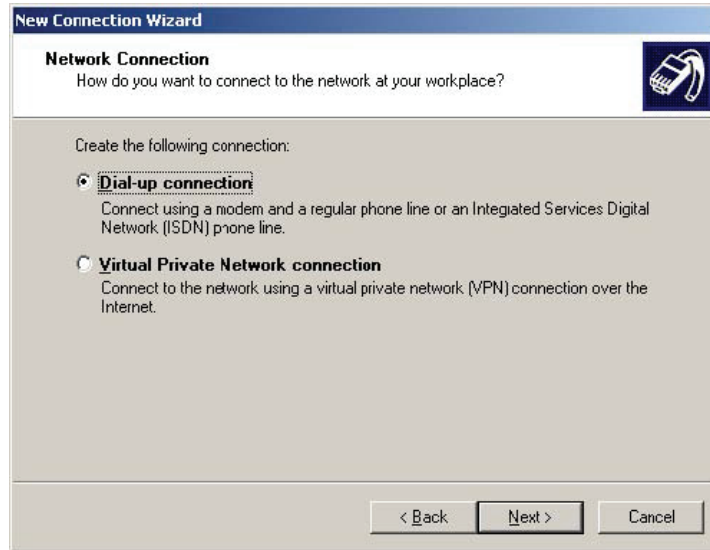 New Connection Wizard
Network Connection
How do you want to connect to the network at your workplace?
Create the following connection:
Dial-up connection
Connect using a modem and a regular phone line or an Integrated Services Digital
Network (ISDN) phone line.
Virtual Private Network connection
Connect to the network using a virtual private network (VPN) connection over the
Internet.
< Back
Next >
Cancel